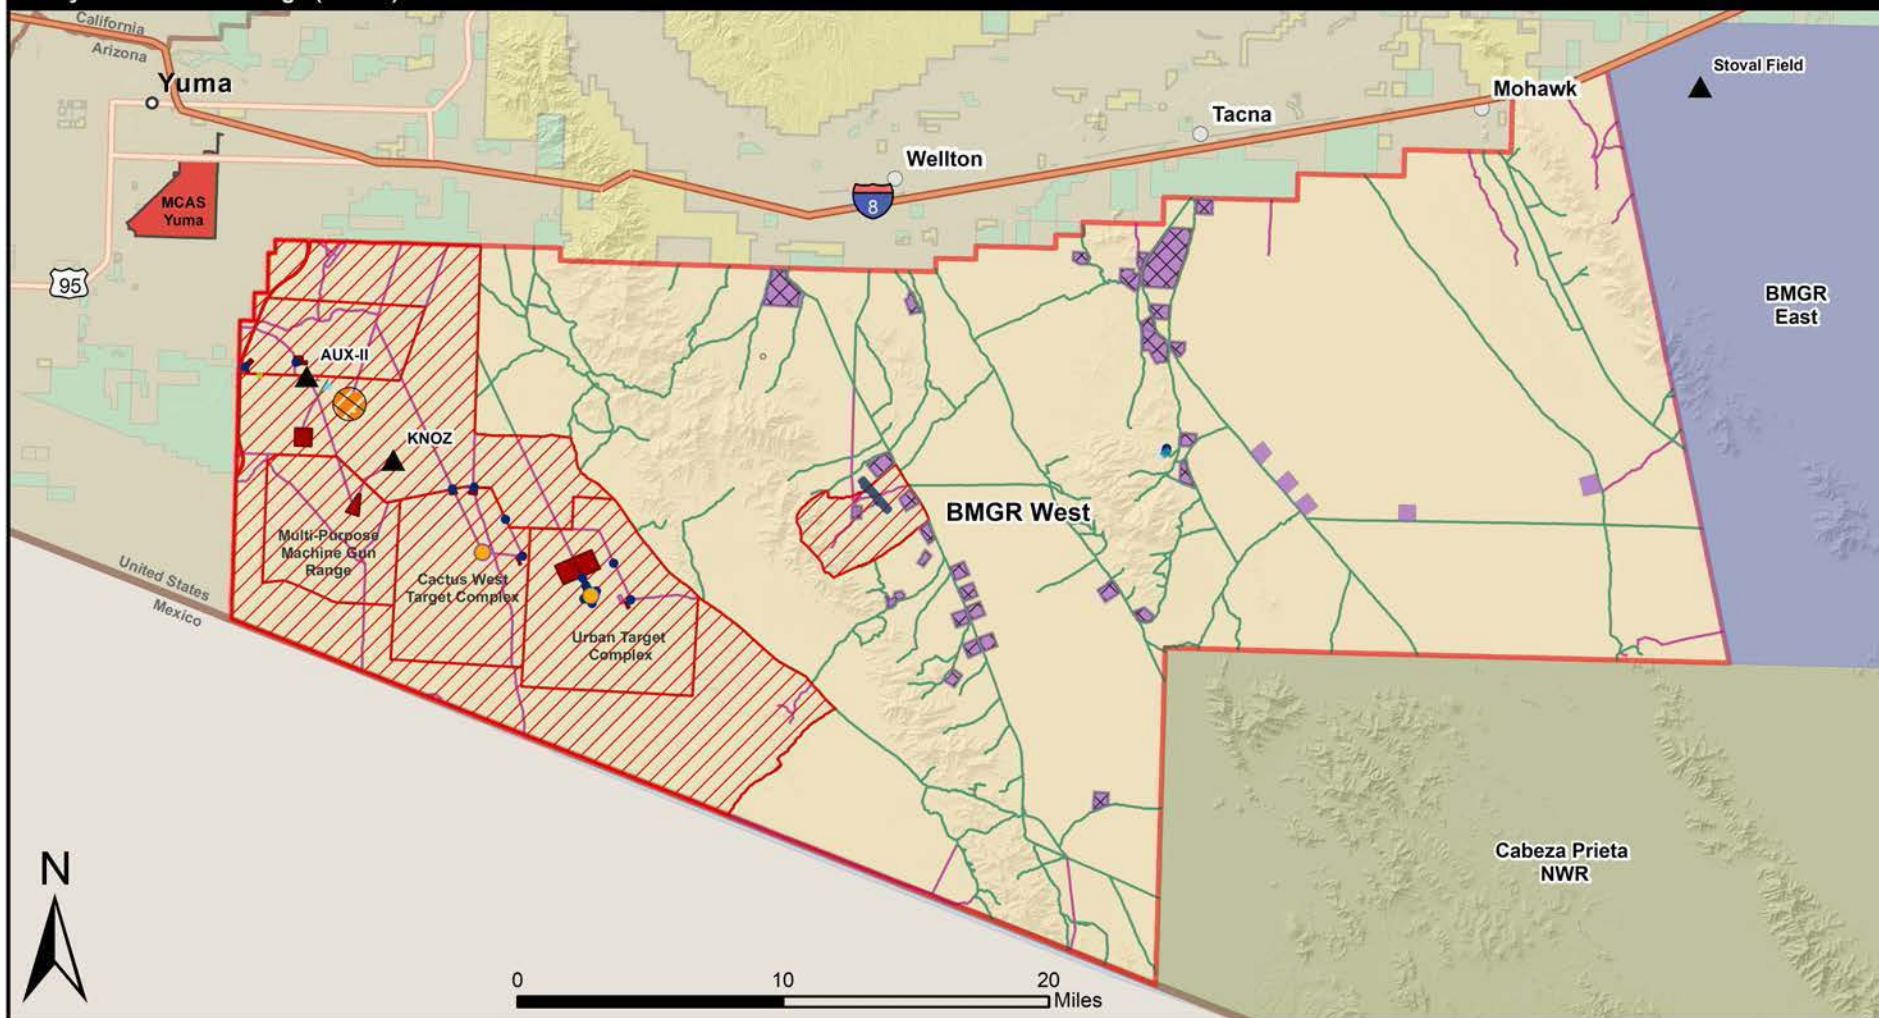 California
Arizona
Yuma
Stoval Field
Mohawk
Tacna
Wellton
8
MCAS
Yuma
95
BMGR
East
AUX-II
KNOZ
BMGR West
Multi-Purpose
Machine Gun
Range
Cactus West
Target Complex
Urban Target
Complex
United States
Mexico
Cabeza Prieta
NWR
N
0 10 20
Miles